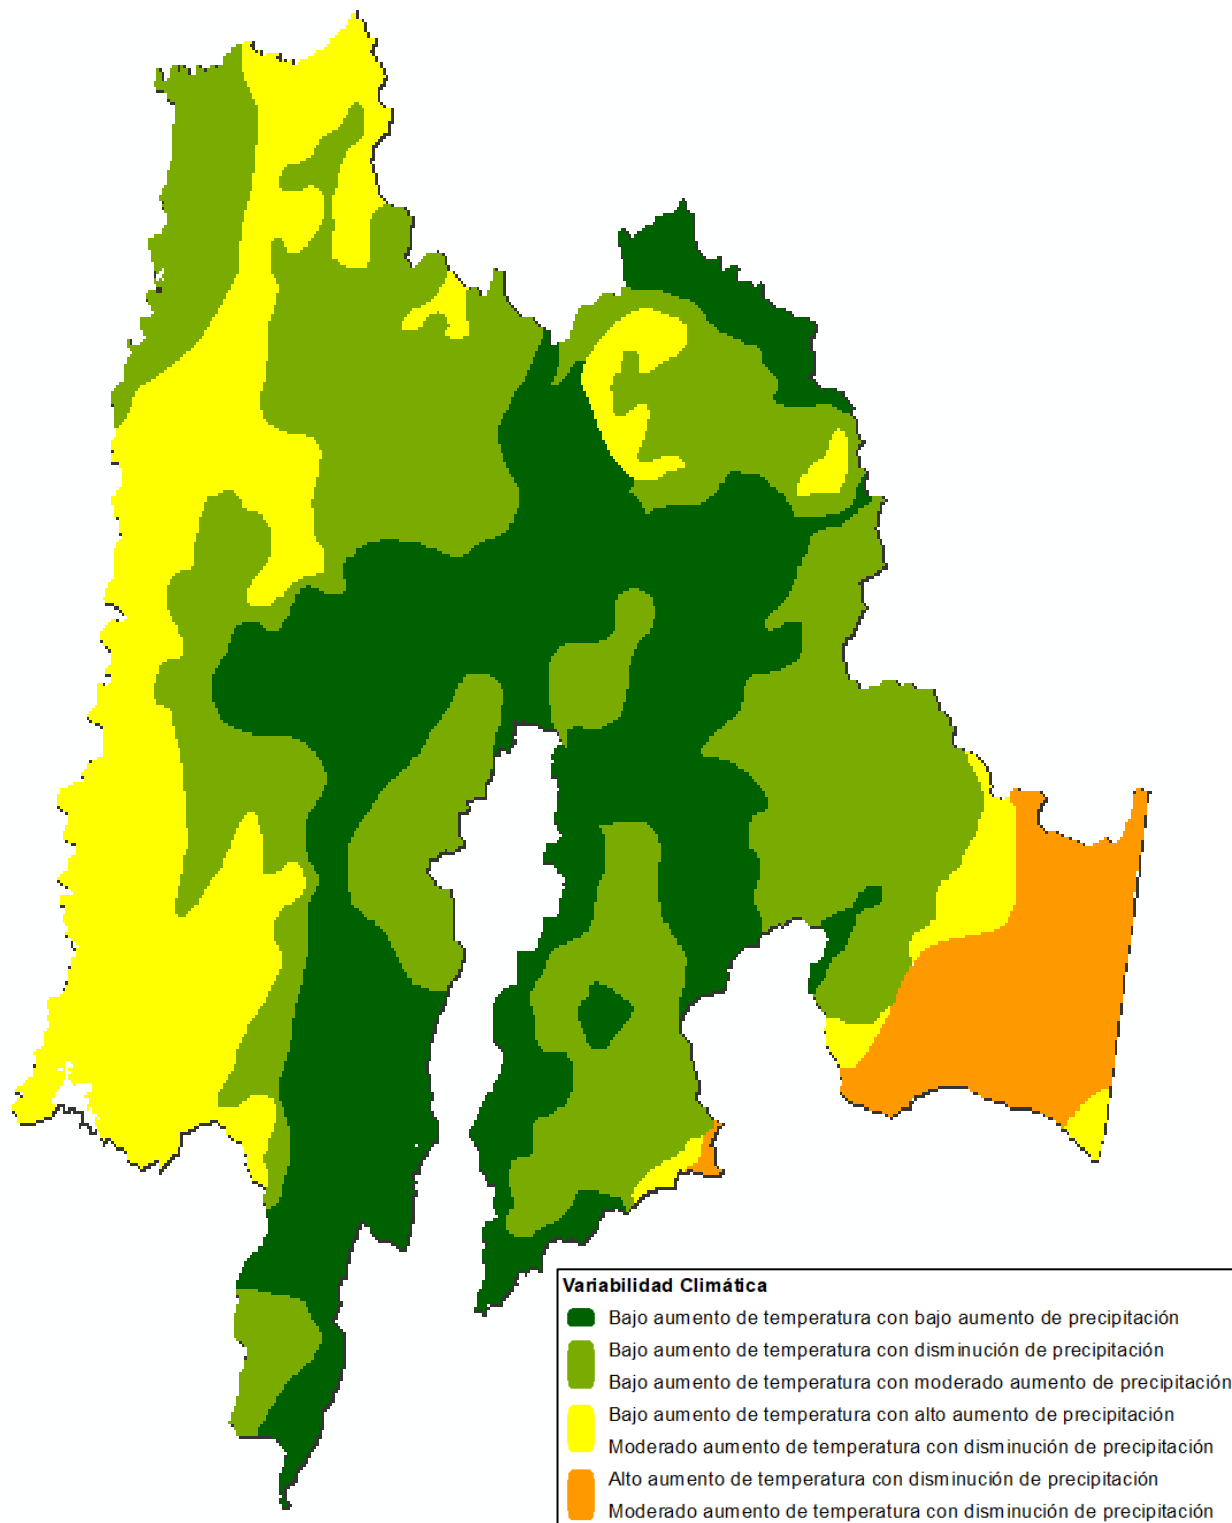 Variabilidad Climática
Bajo aumento de temperatura con bajo aumento de precipitación
Bajo aumento de temperatura con disminución de precipitación
Bajo aumento de temperatura con moderado aumento de precipitación
Bajo aumento de temperatura con alto aumento de precipitación
Moderado aumento de temperatura con disminución de precipitación
Alto aumento de temperatura con disminución de precipitación
Moderado aumento de temperatura con disminución de precipitación